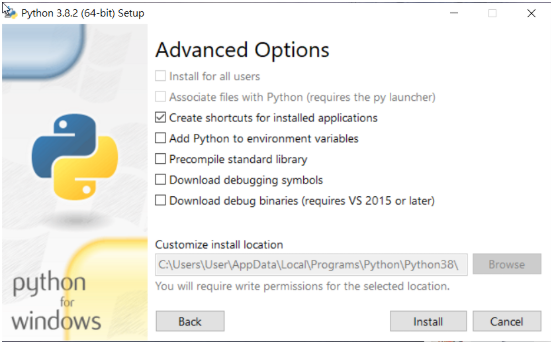 Python 3.8.2 (64-bit) Setup
Advanced Options
Install for all users
Associate files with Python (requires the py launcher)
Create shortcuts for installed applications
Add Python to environment variables
Precompile standard library
Download debugging symbols
Download debug binaries (requires VS 2015 or later)
Customize install location
C:\Users\User\AppData\Local\Programs\Python\Python38\
Browse
You will require write permissions for the selected location.
python
for
windows
Back
Install
Cancel